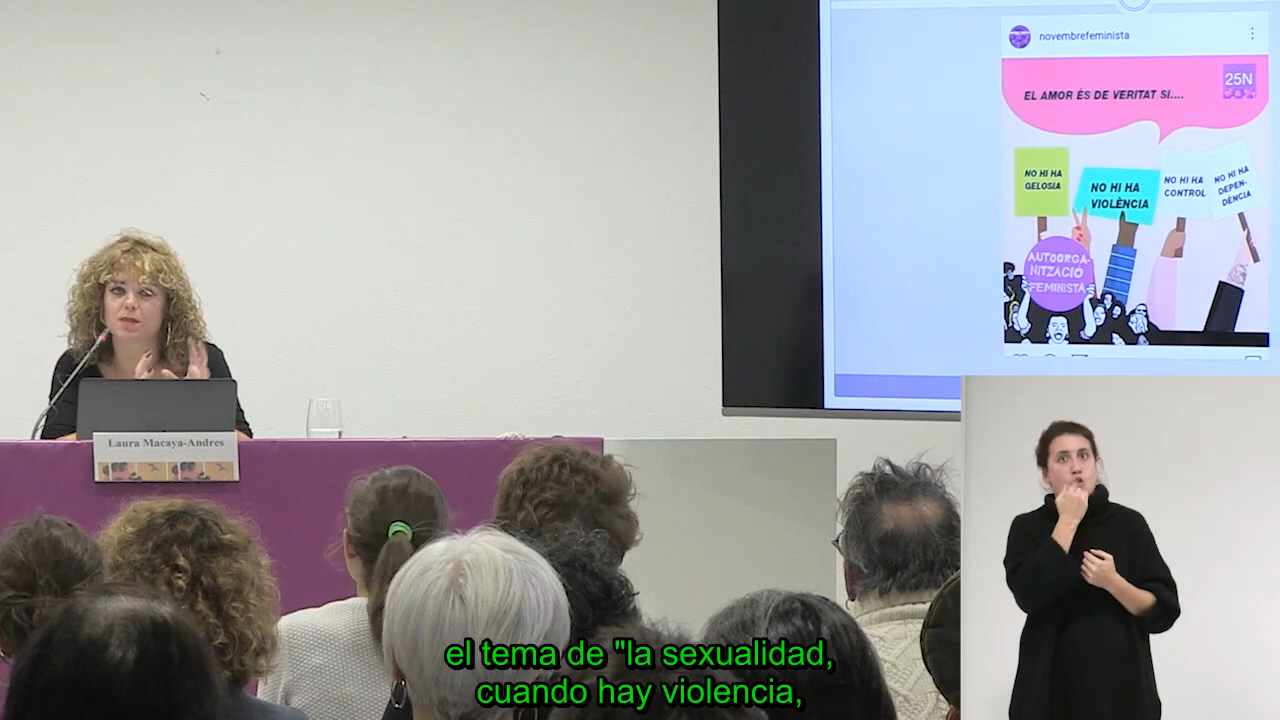 novembrefeminista
25N
EL AMOR ÉS DE VERITAT SI....
NO HI HA
GELOSIA
NO HI HA
VIOLÈNCIA
NO HI HA
CONTROL
NO HI HA
DEPEN-
DÈNCIA
AUTOORGA-
NITZACIÓ
FEMINISTA
Laura Macaya-Andres
el tema de "la sexualidad,
cuando hay violencia,